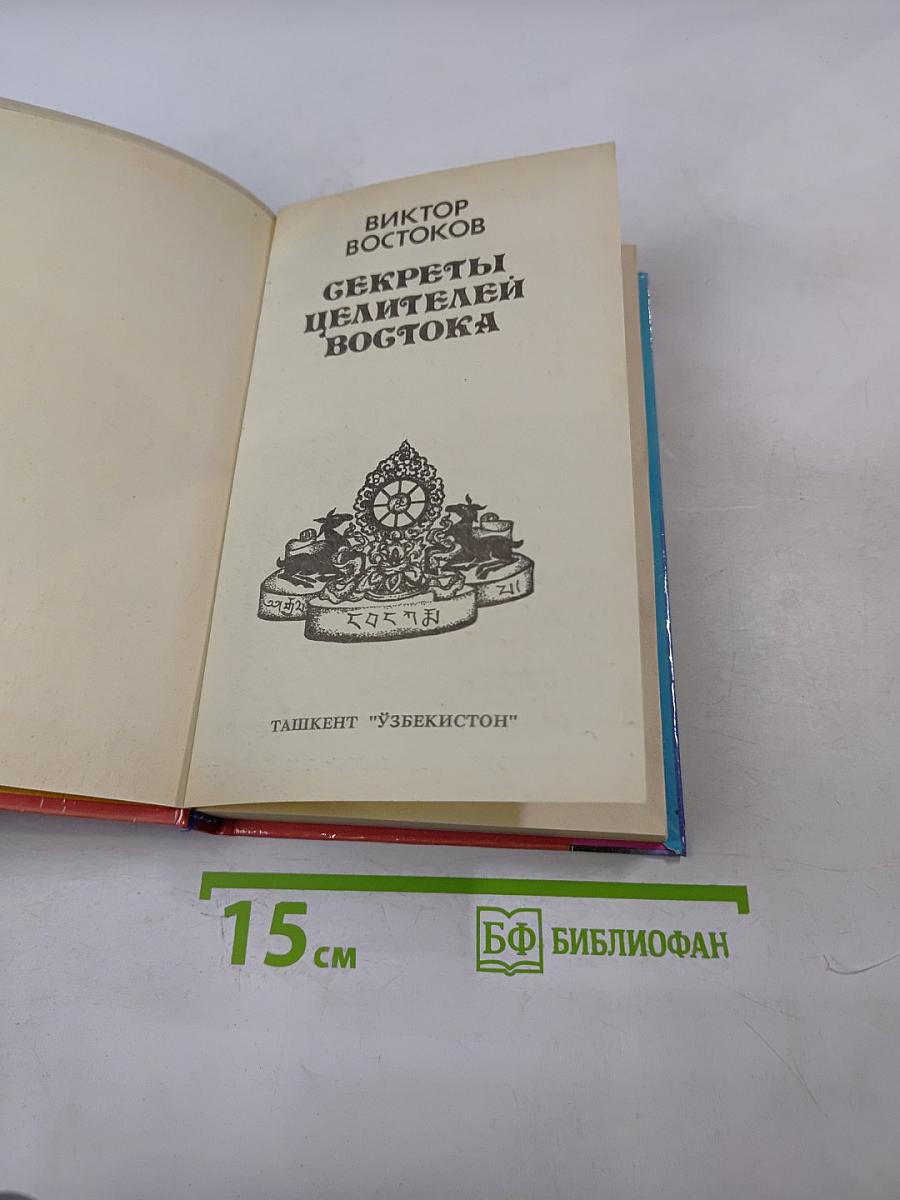 ВИКТОР
ВОСТОКОВ
СЕКРЕТЫ
ЦЕЛИТЕЛЕЙ
ВОСТОКА
ТАШКЕНТ "ЎЗБЕКИСТОН"
15 см
БФ БИБЛИОФАН